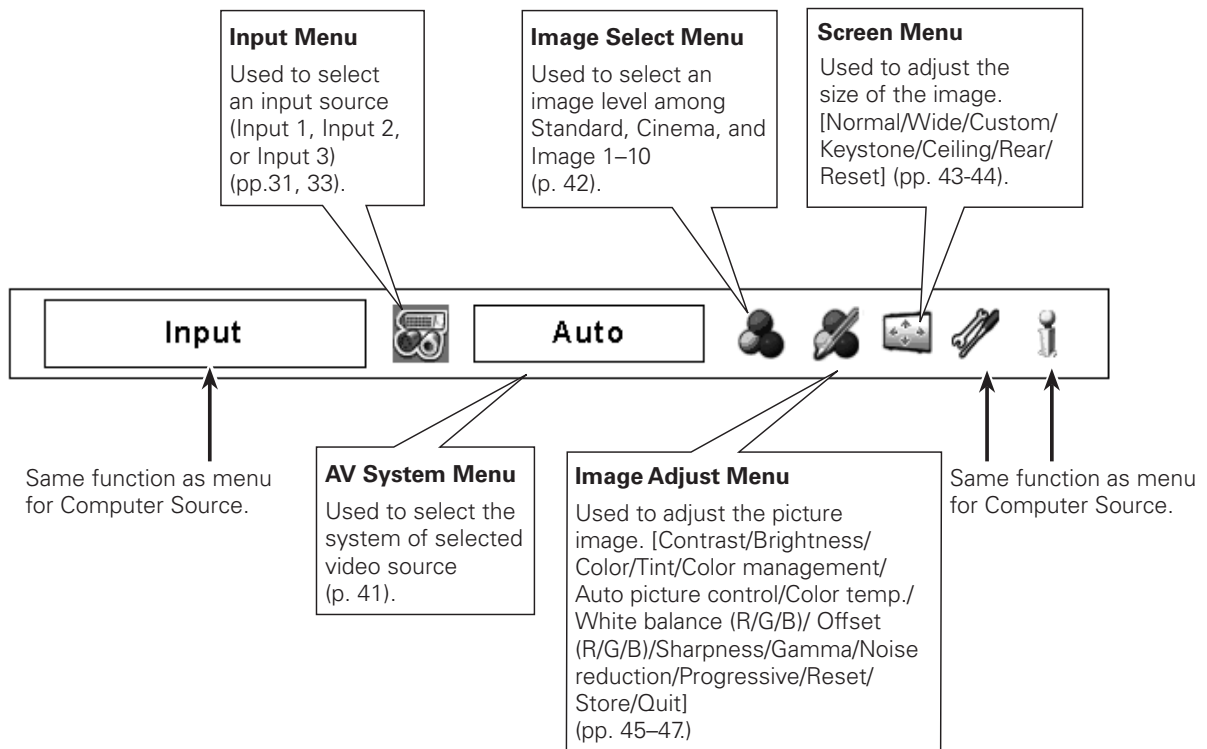 Input Menu
Used to select
an input source
(Input 1, Input 2,
or Input 3)
(pp.31, 33).
Image Select Menu
Used to select an
image level among
Standard, Cinema, and
Image 1–10
(p. 42).
Screen Menu
Used to adjust the
size of the image.
[Normal/Wide/Custom/
Keystone/Ceiling/Rear/
Reset] (pp. 43-44).
Input
Auto
Same function as menu
for Computer Source.
AV System Menu
Used to select the
system of selected
video source
(p. 41).
Image Adjust Menu
Used to adjust the picture
image. [Contrast/Brightness/
Color/Tint/Color management/
Auto picture control/Color temp./
White balance (R/G/B)/ Offset
(R/G/B)/Sharpness/Gamma/Noise
reduction/Progressive/Reset/
Store/Quit]
(pp. 45–47.)
Same function as menu
for Computer Source.